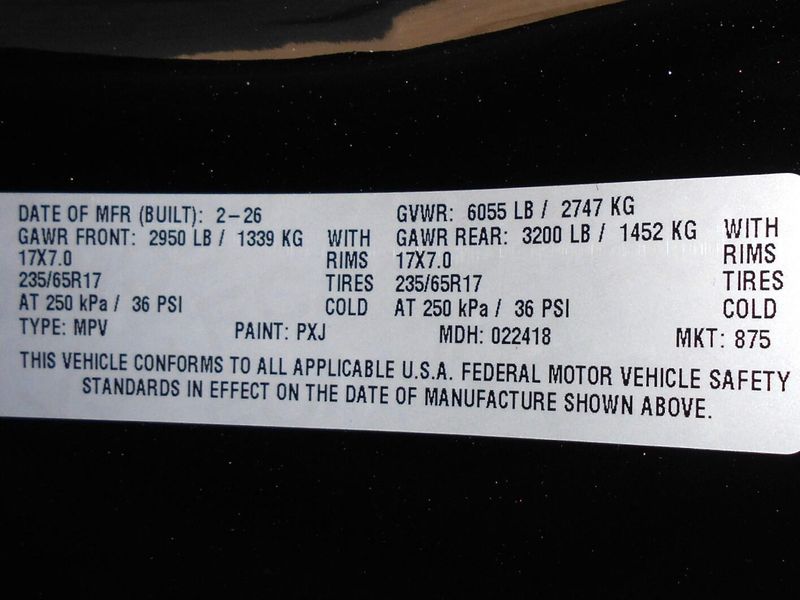 DATE OF MFR (BUILT): 2-26 GVWR: 6055 LB / 2747 KG
GAWR FRONT: 2950 LB / 1339 KG WITH GAWR REAR: 3200 LB / 1452 KG WITH
17X7.0 RIMS 17X7.0 RIMS
235/65R17 TIRES 235/65R17 TIRES
AT 250 kPa / 36 PSI COLD AT 250 kPa / 36 PSI COLD
TYPE: MPV PAINT: PXJ MDH: 022418 MKT: 875
THIS VEHICLE CONFORMS TO ALL APPLICABLE U.S.A. FEDERAL MOTOR VEHICLE SAFETY
STANDARDS IN EFFECT ON THE DATE OF MANUFACTURE SHOWN ABOVE.